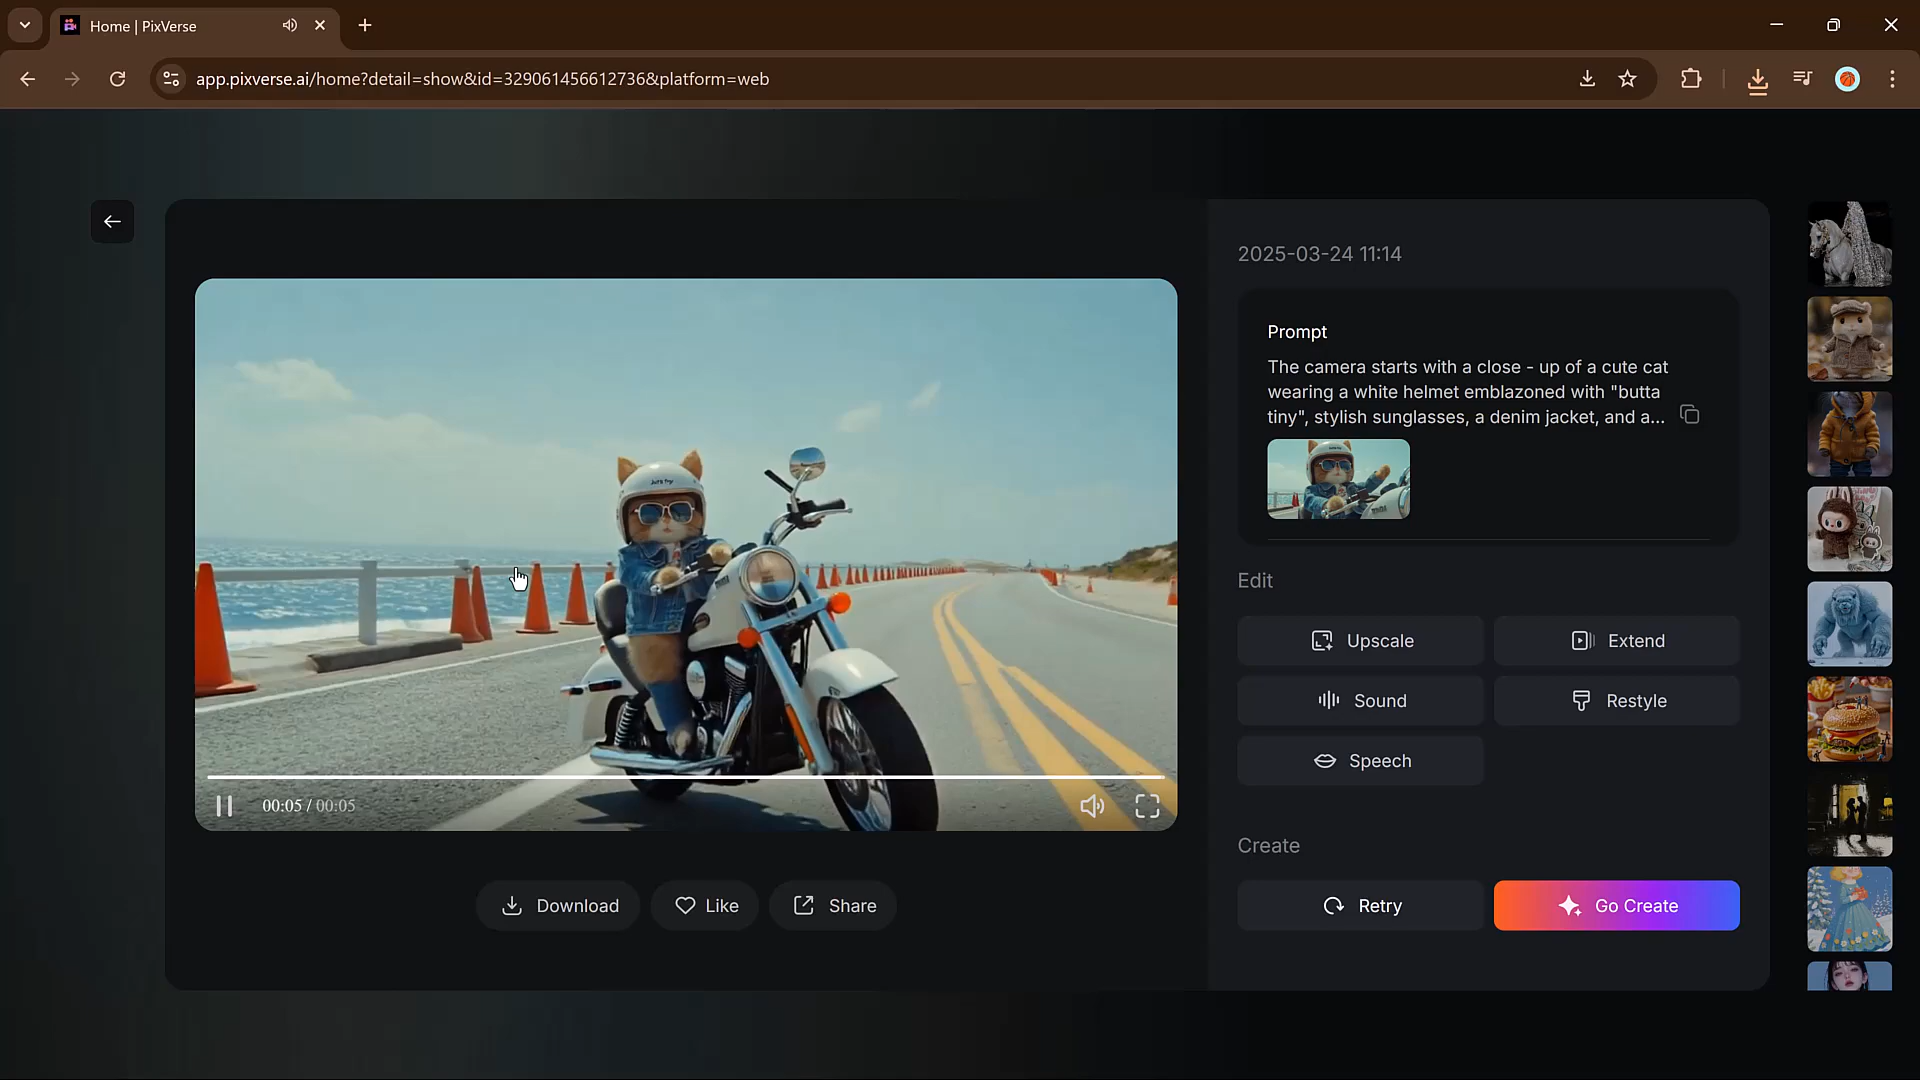 Home | PixVerse
app.pixverse.ai/home?detail=show&id=329061456612736&platform=web
2025-03-24 11:14
Prompt
The camera starts with a close - up of a cute cat
wearing a white helmet emblazoned with "butta
tiny", stylish sunglasses, a denim jacket, and a...
Edit
Upscale
Extend
Sound
Restyle
Speech
00:05 / 00:05
Create
Download
Like
Share
Retry
Go Create